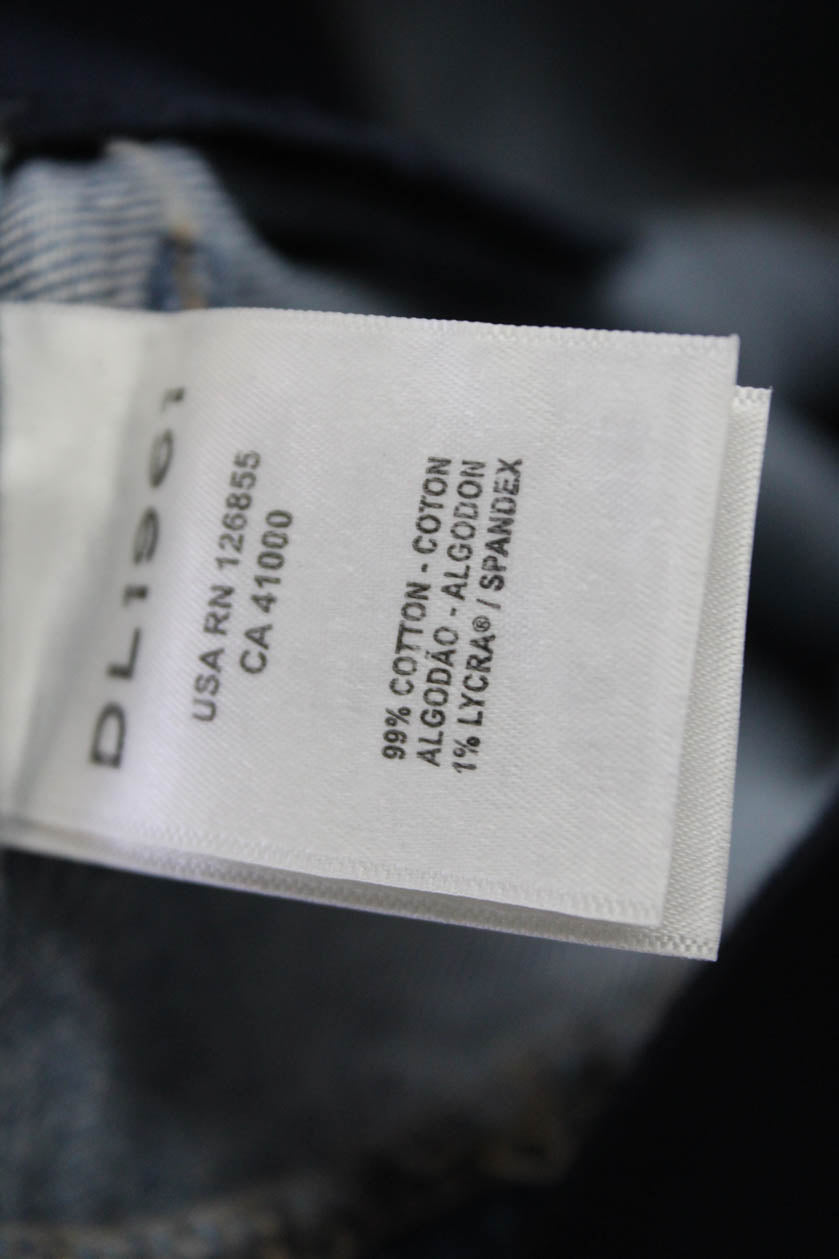 DL1961
USA RN 126855
CA 41000
99% COTTON - COTON
ALGODÃO - ALGODON
1% LYCRA® / SPANDEX